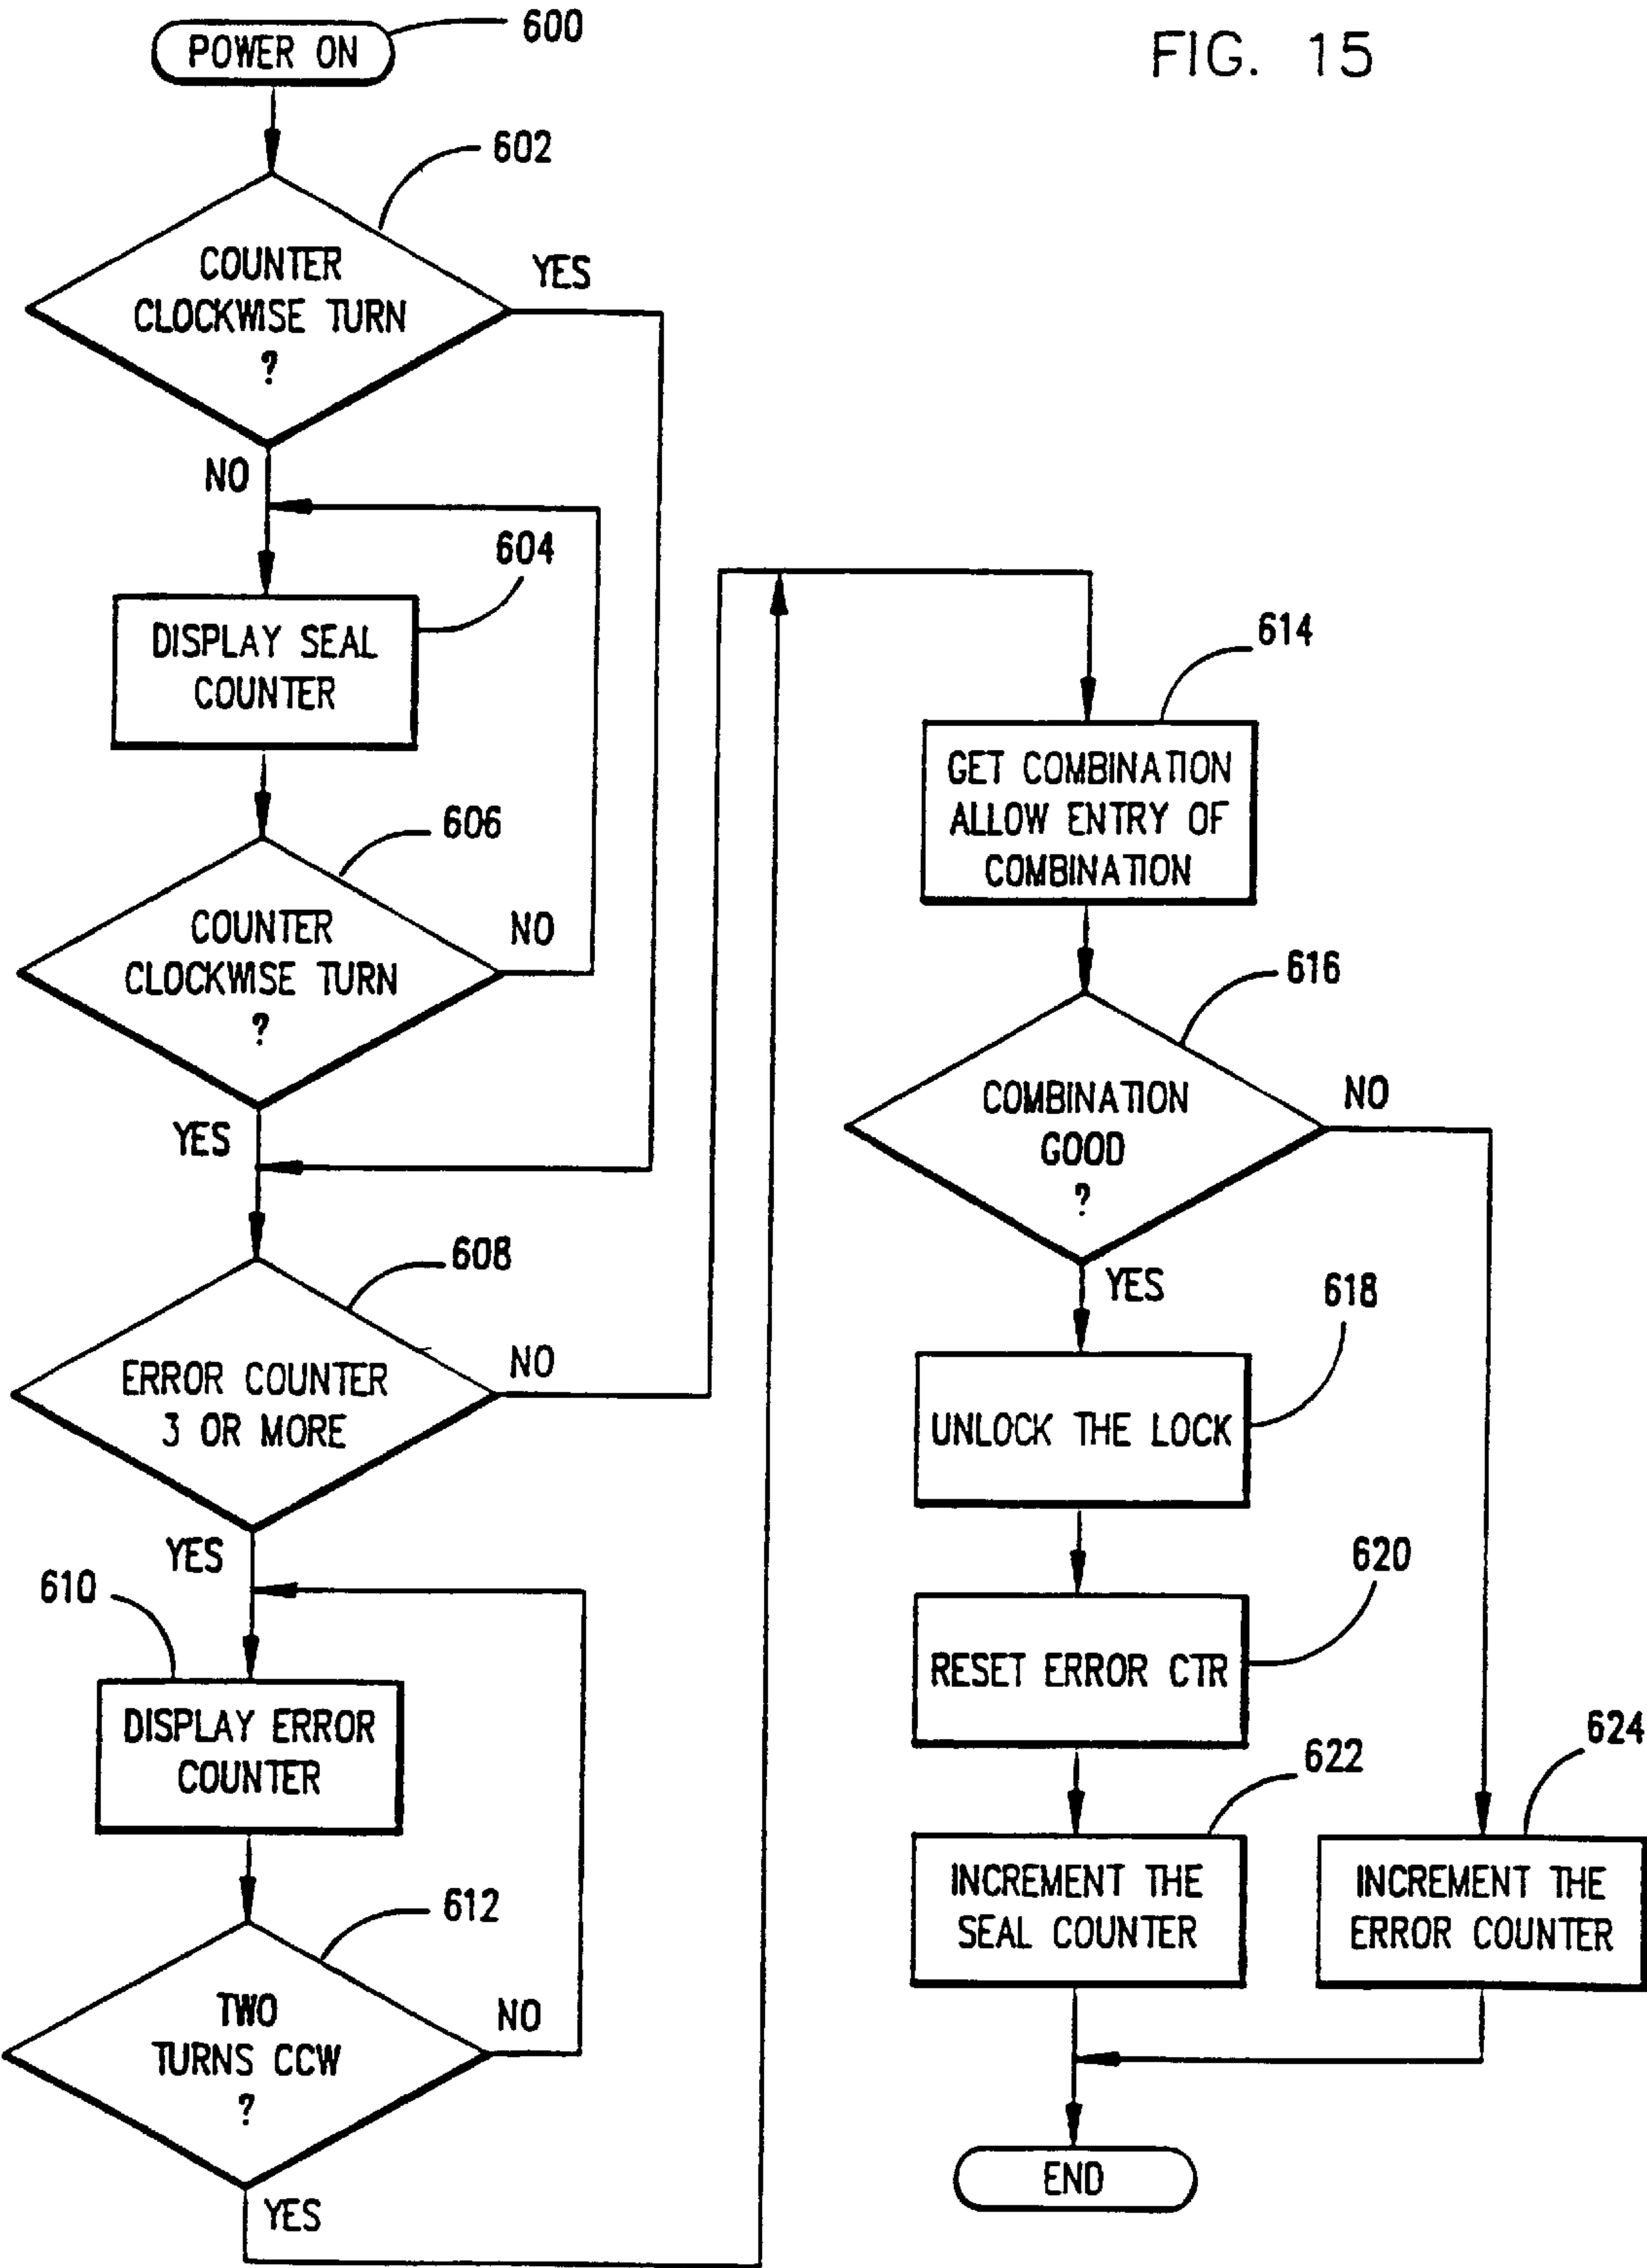 FIG. 15
POWER ON
600
602
COUNTER
CLOCKWISE TURN
?
YES
NO
604
DISPLAY SEAL
COUNTER
606
COUNTER
CLOCKWISE TURN
?
NO
YES
608
ERROR COUNTER
3 OR MORE
NO
YES
610
DISPLAY ERROR
COUNTER
612
TWO
TURNS CCW
?
NO
YES
614
GET COMBINATION
ALLOW ENTRY OF
COMBINATION
616
COMBINATION
GOOD
?
NO
YES
618
UNLOCK THE LOCK
620
RESET ERROR CTR
622
INCREMENT THE
SEAL COUNTER
624
INCREMENT THE
ERROR COUNTER
END